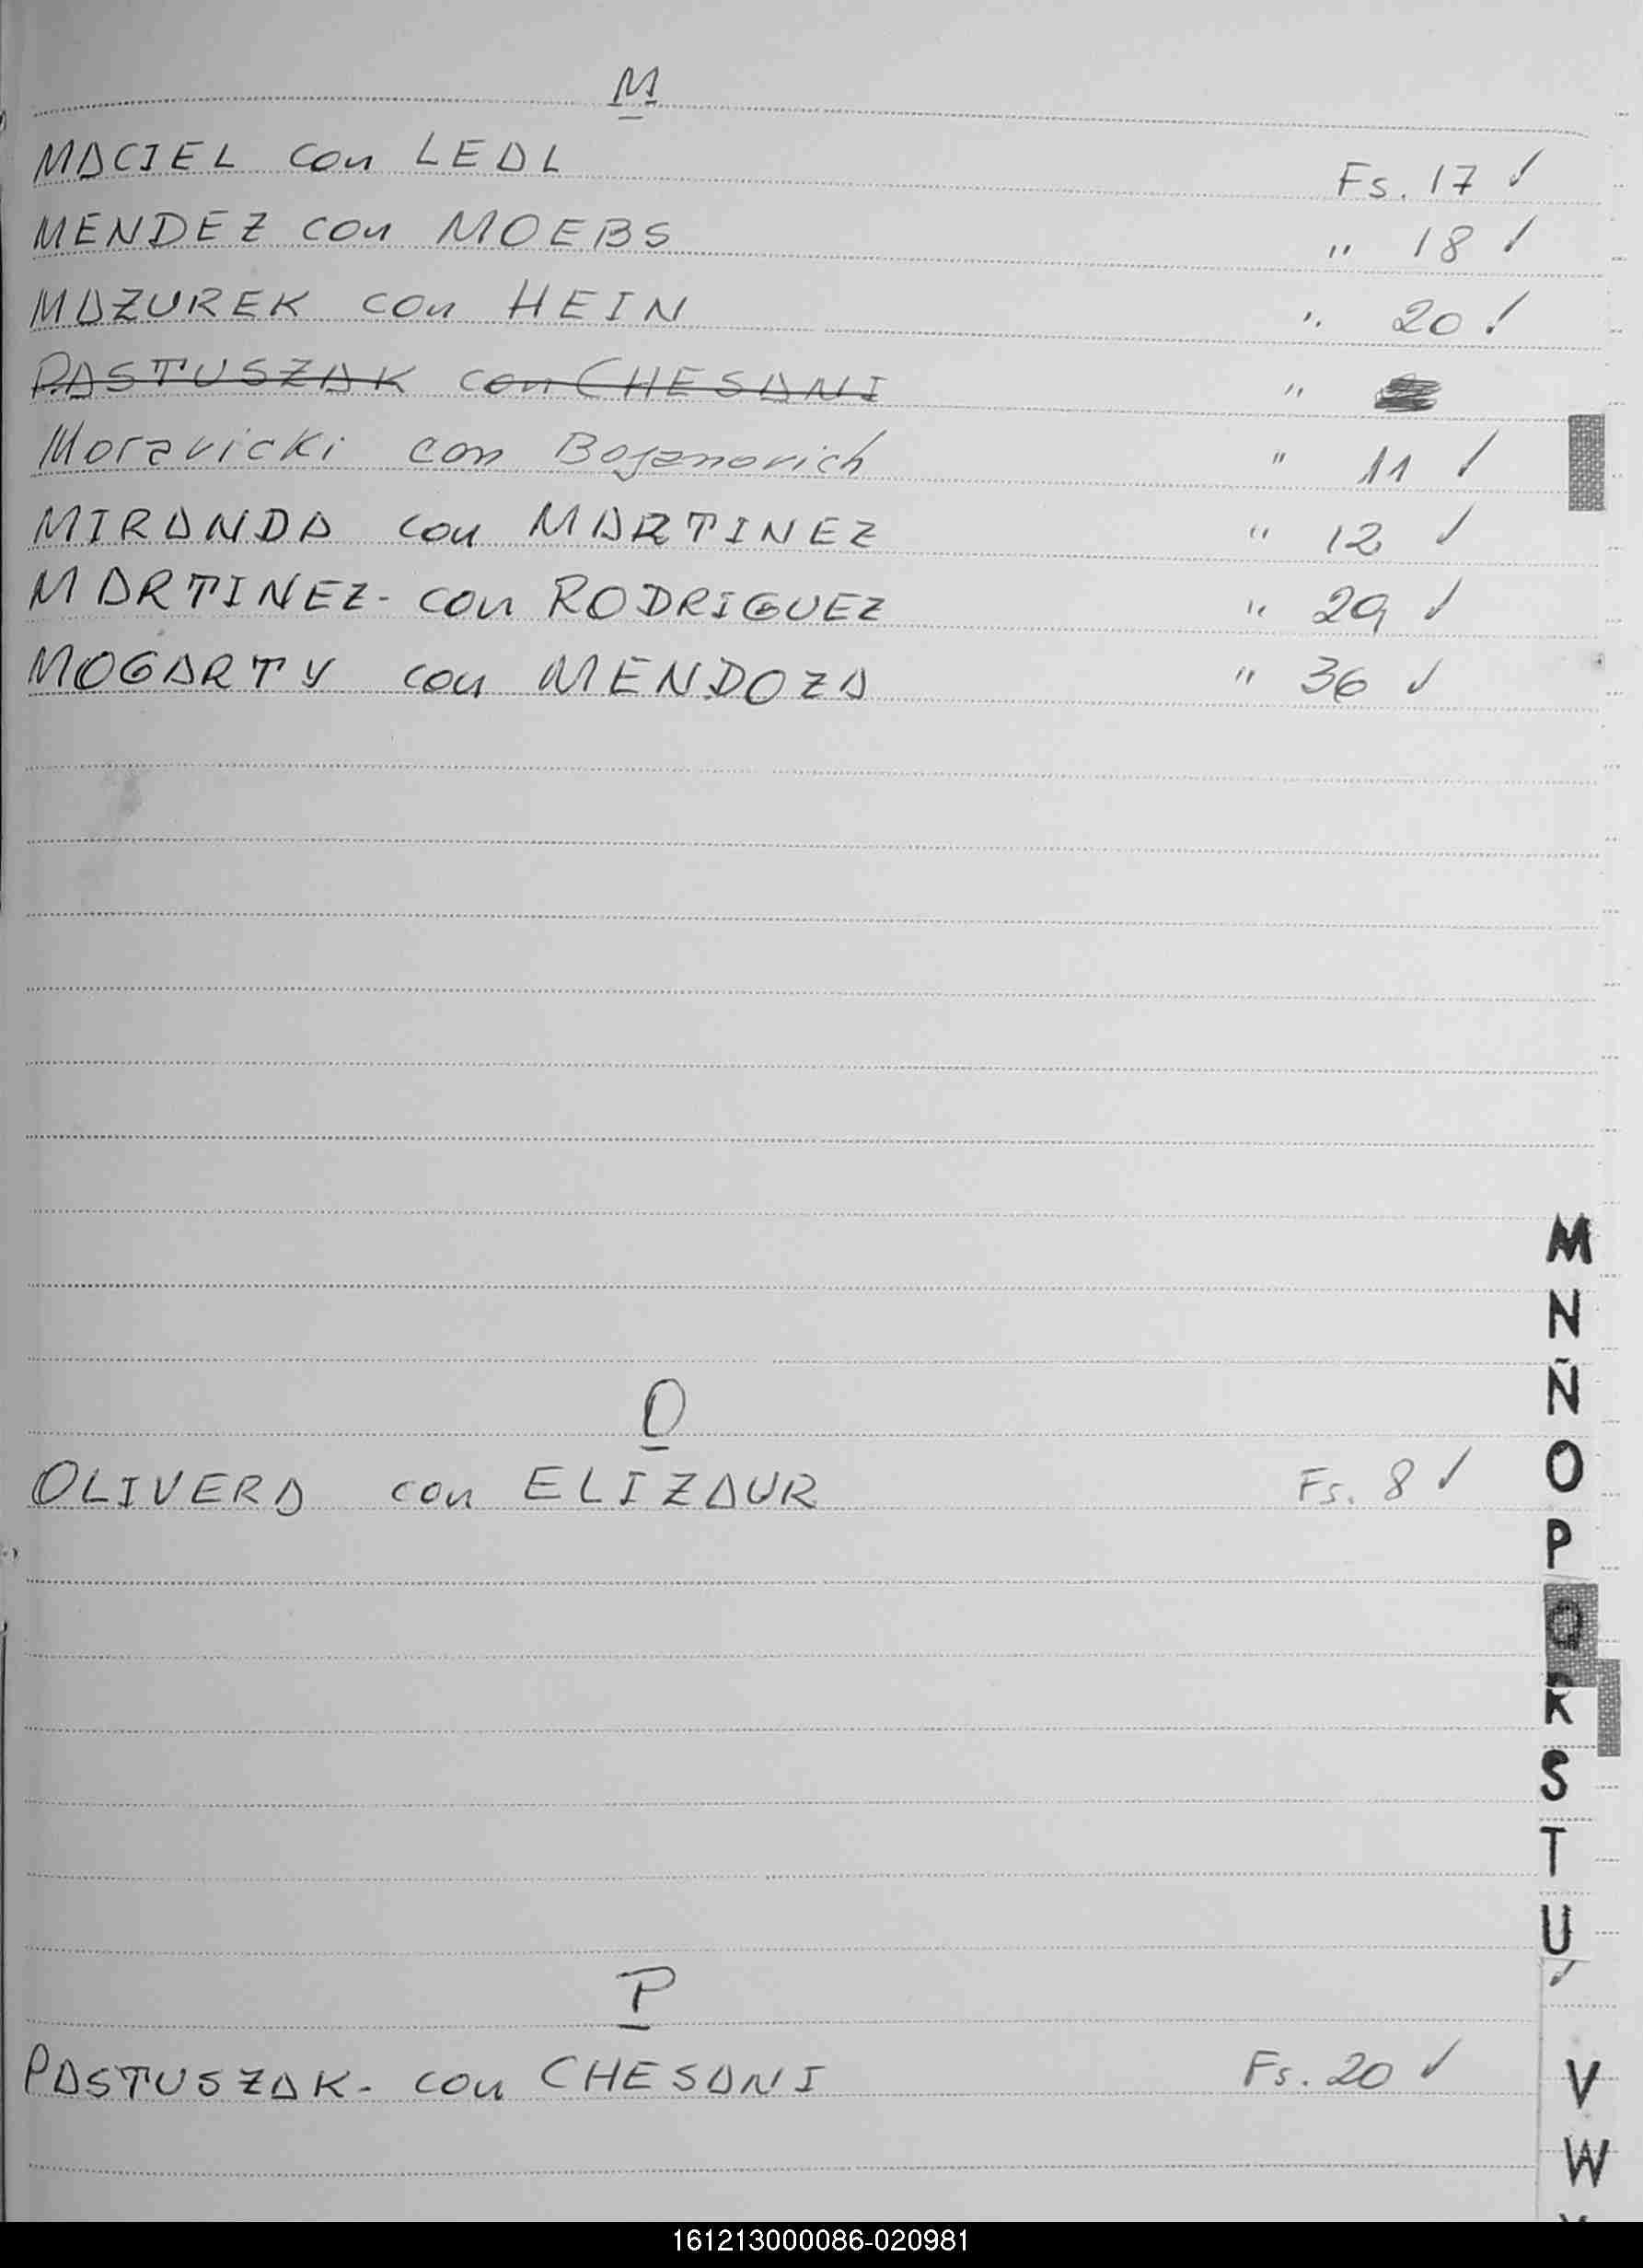 M
MACIEL con LEAL Fs. 17 ✓
MENDEZ con MOEBS " 18 ✓
MAZUREK con HEIN " 20 ✓
PASTUSZAK con CHESANI "
Moravicki con Bojanovich " 11 ✓
MIRANDA con MARTINEZ " 12 ✓
MARTINEZ- con RODRIGUEZ " 29 ✓
MOGARTY con MENDOZA " 36 ✓
M
N
Ñ
O
OLIVERA con ELIZAUR Fs. 8 ✓
O
P
Q
R
S
T
U
P
PASTUSZAK- con CHESANI Fs. 20 ✓
V
W
161213000086-020981